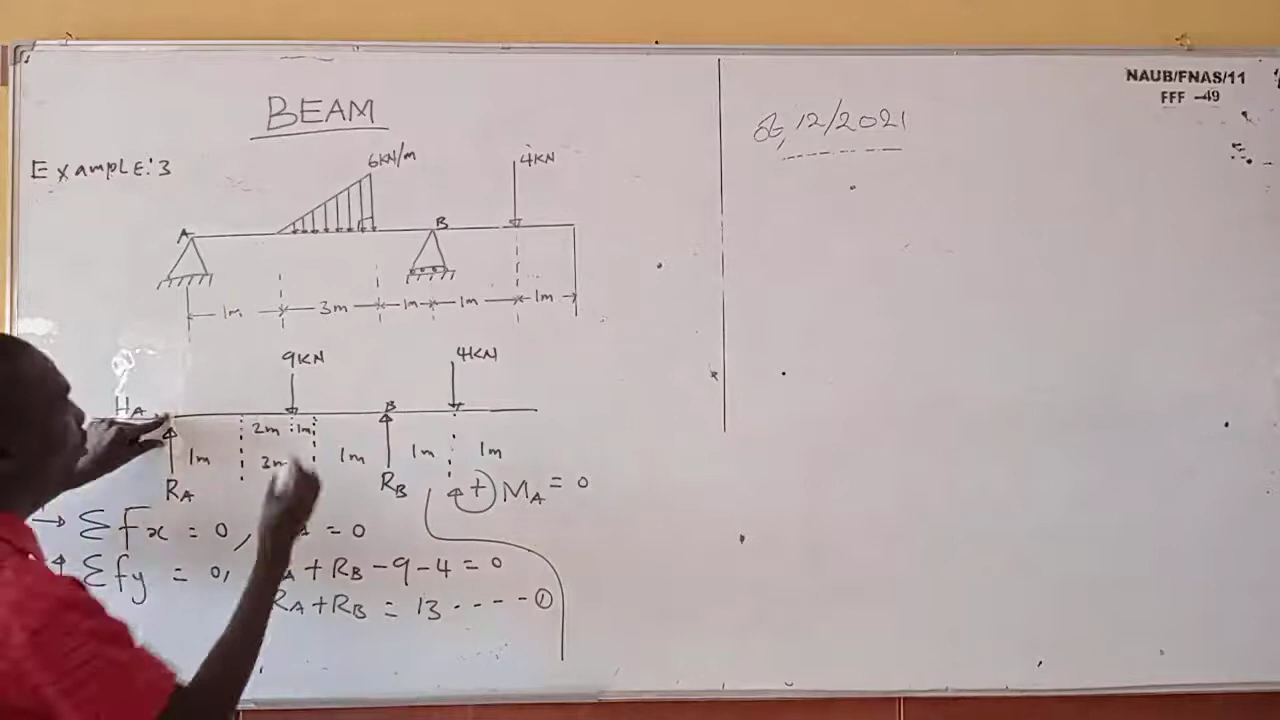 NAUB/FNAS/11
FFF -49
BEAM
12/2021
Example:3
6KN/m
4KN
A
B
1m 3m 1m 1m 1m
9KN
4KN
HA
B
2m 1m
1m 3m 1m 1m 1m
RA
RB
+ MA = 0
→ Σfx = 0, = 0
Σfy = 0, A + RB - 9 - 4 = 0
RA + RB = 13 ----- ①